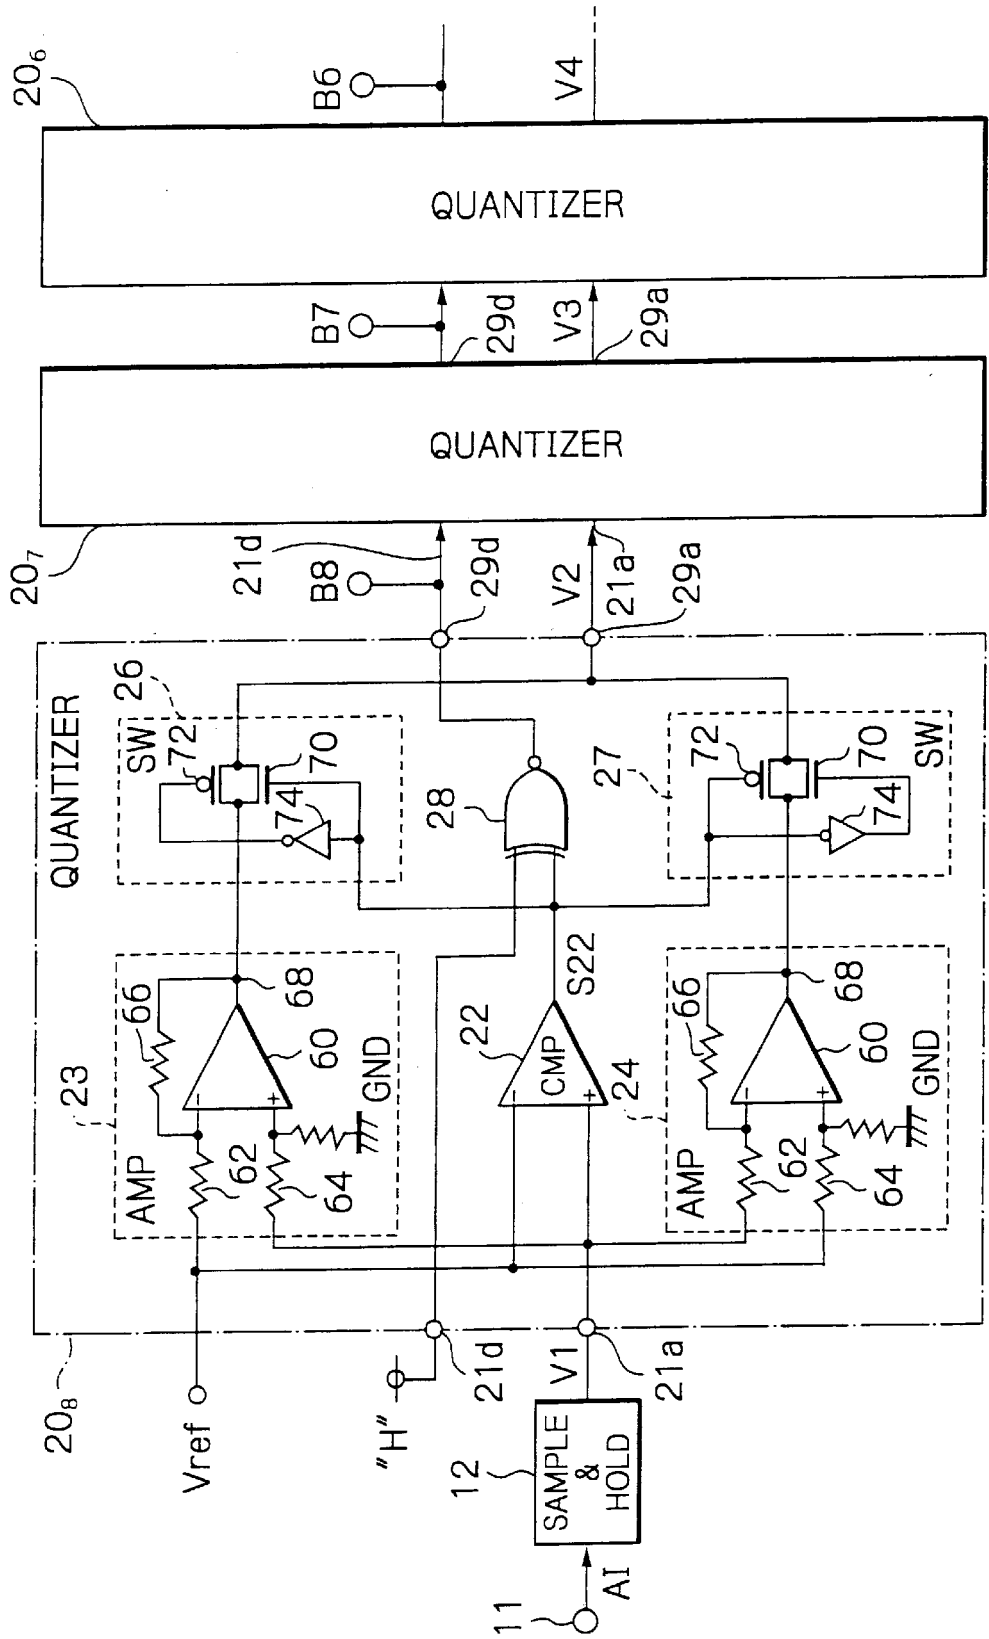 20₈
QUANTIZER
Vref
"H"
21d
V1
21a
12
SAMPLE
&
HOLD
11
AI
23
AMP
66
62
64
60
68
GND
−
+
22
CMP
−
+
S22
24
AMP
66
62
64
60
68
GND
−
+
26
SW
72
70
74
28
27
72
70
74
SW
29d
B8
21d
V2
21a
29a
20₇
QUANTIZER
B7
29d
V3
29a
20₆
QUANTIZER
B6
V4